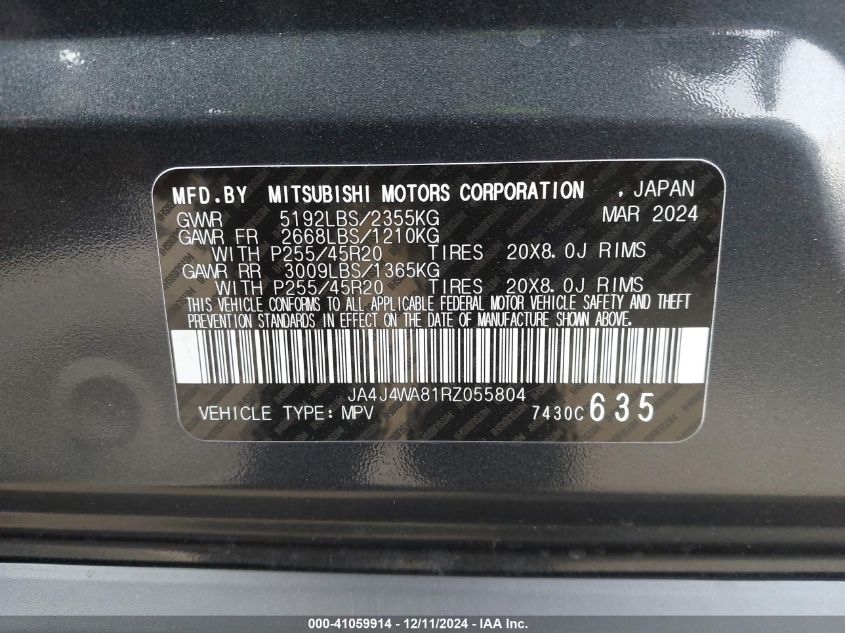 MFD.BY MITSUBISHI MOTORS CORPORATION , JAPAN
GWR 5192LBS/2355KG MAR 2024
GAWR FR 2668LBS/1210KG
WITH P255/45R20 TIRES 20X8.0J RIMS
GAWR RR 3009LBS/1365KG
WITH P255/45R20 TIRES 20X8.0J RIMS
THIS VEHICLE CONFORMS TO ALL APPLICABLE FEDERAL MOTOR VEHICLE SAFETY AND THEFT
PREVENTION STANDARDS IN EFFECT ON THE DATE OF MANUFACTURE SHOWN ABOVE.
JA4J4WA81RZ055804
VEHICLE TYPE: MPV 7430C 635
000-41059914 - 12/11/2024 - IAA Inc.